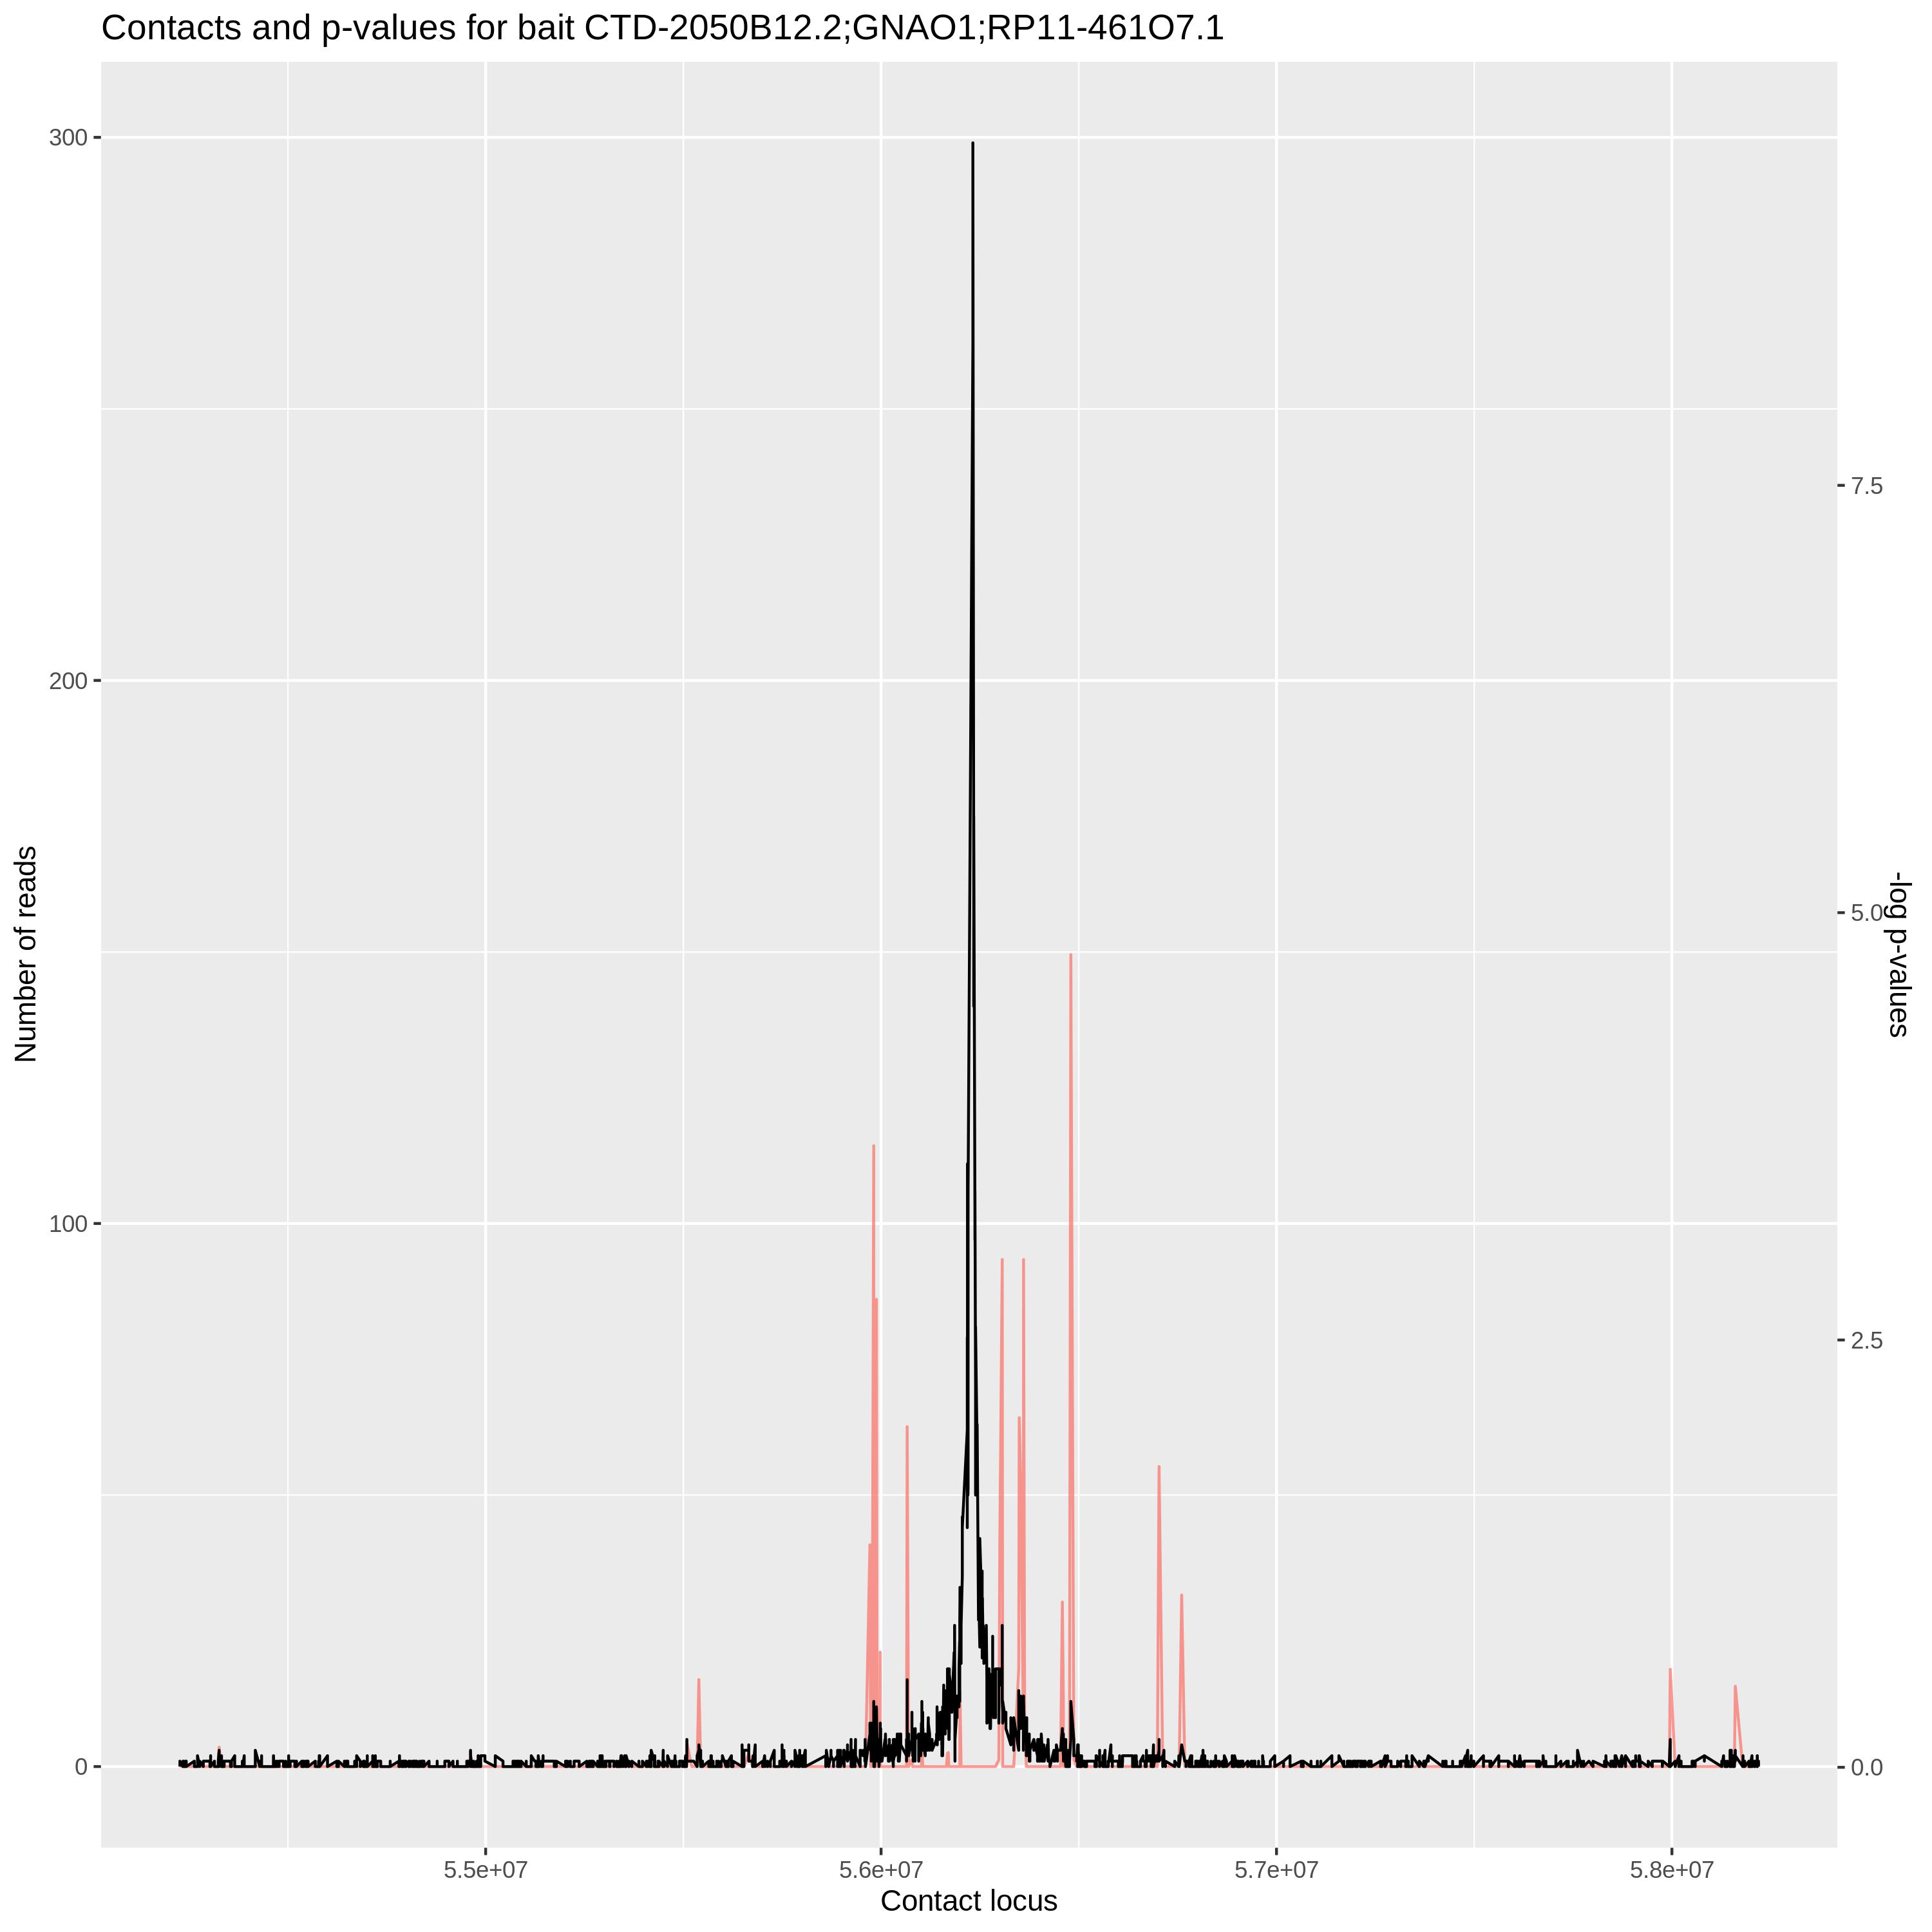 Contacts and p-values for bait CTD-2050B12.2;GNAO1;RP11-461O7.1
300
200
100
0
Number of reads
7.5
5.0
2.5
0.0
-log p-values
5.5e+07
5.6e+07
5.7e+07
5.8e+07
Contact locus